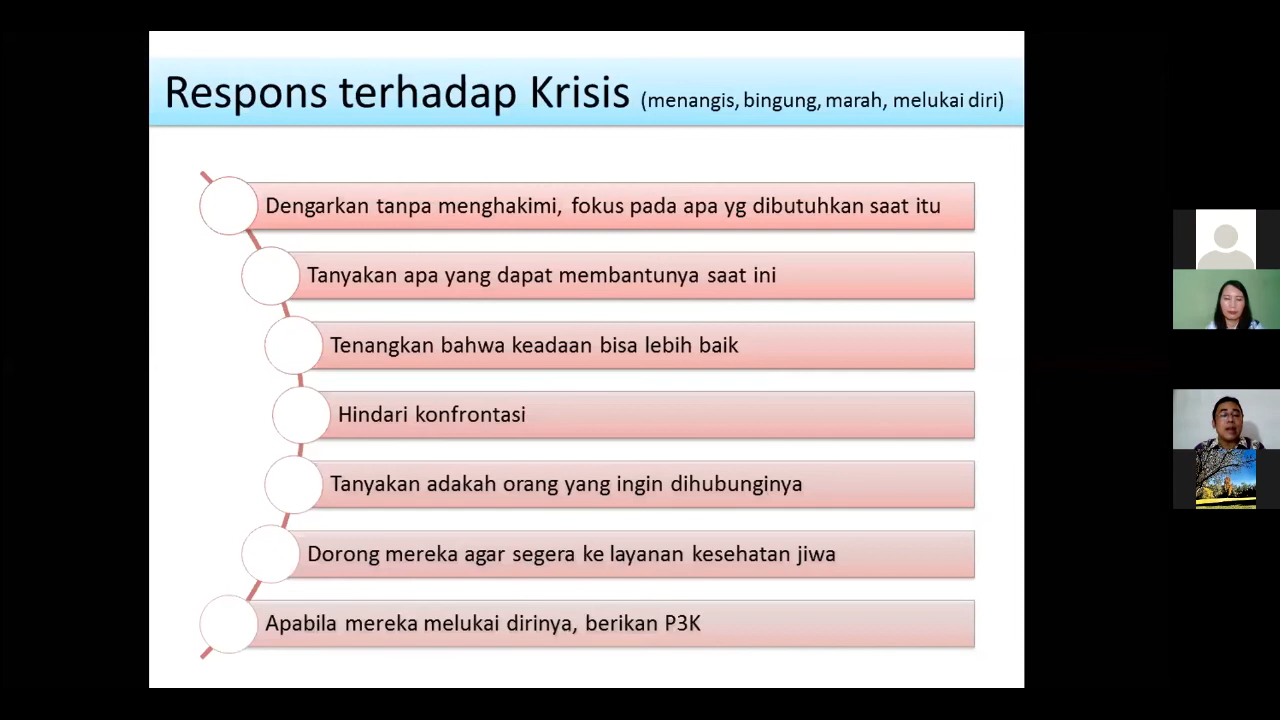 Respons terhadap Krisis (menangis, bingung, marah, melukai diri)
Dengarkan tanpa menghakimi, fokus pada apa yg dibutuhkan saat itu
Tanyakan apa yang dapat membantunya saat ini
Tenangkan bahwa keadaan bisa lebih baik
Hindari konfrontasi
Tanyakan adakah orang yang ingin dihubunginya
Dorong mereka agar segera ke layanan kesehatan jiwa
Apabila mereka melukai dirinya, berikan P3K